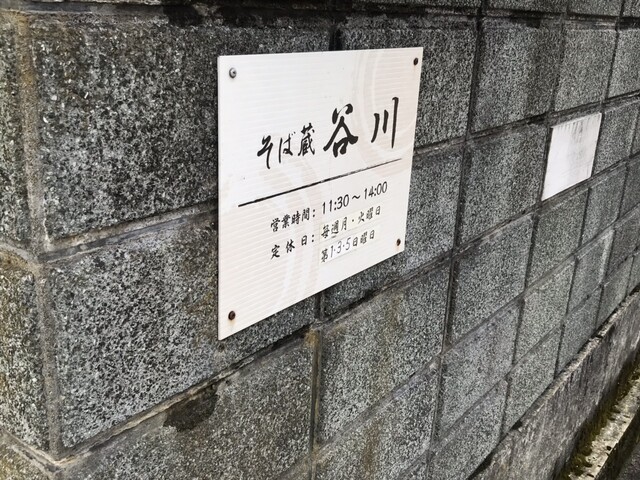 そば蔵 谷川
営業時間：11:30～14:00
定休日：毎週月・火曜日
第1・3・5日曜日